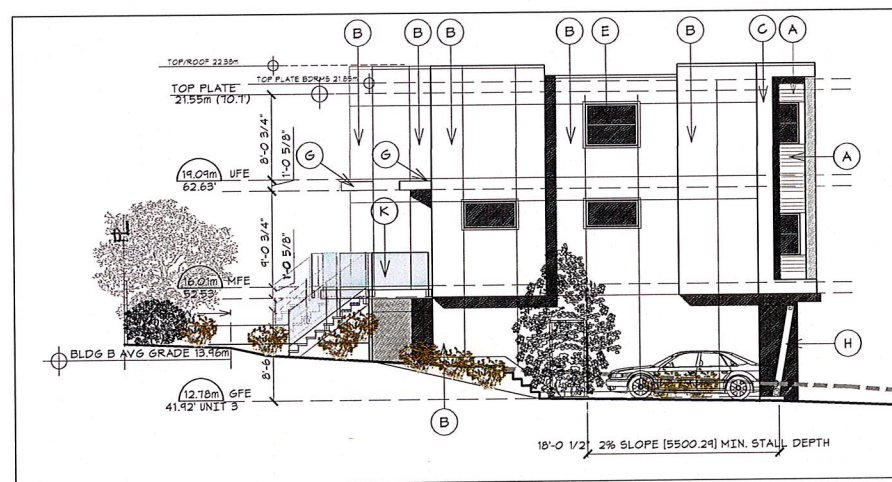 B B B B E B C A
TOP/ROOF 22.38m
TOP PLATE BDRMS 21.85m
TOP PLATE
21.55m (70.7')
8'-0 3/4"
1'-0 5/8"
G G
A
19.09m UFE
62.63'
K
9'-0 3/4"
1'-0 5/8"
16.01m MFE
52.53'
H
BLDG B AVG GRADE 13.96m
8'-6
12.78m GFE
41.92' UNIT 3
B
18'-0 1/2", 2% SLOPE [5500.29] MIN. STALL DEPTH